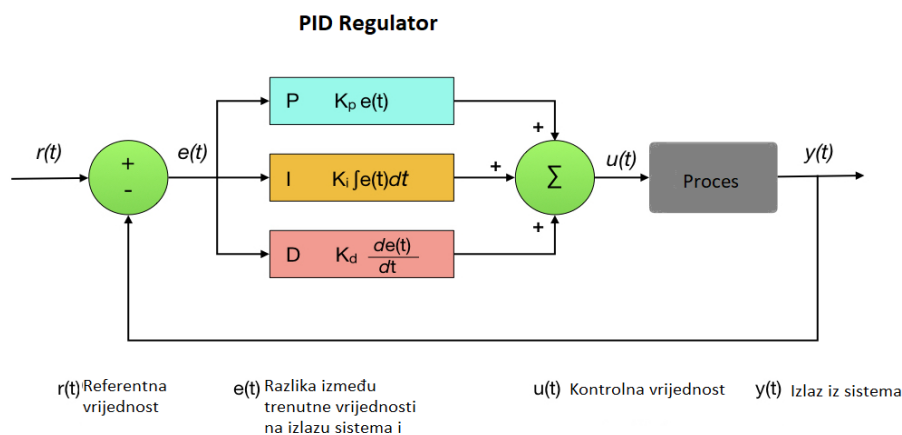 PID Regulator
P Kp e(t)
r(t)
+
-
e(t)
+
I Ki ∫e(t)dt
+
Σ
u(t)
Proces
y(t)
+
D Kd de(t)/dt
r(t) Referentna
vrijednost
e(t) Razlika između
trenutne vrijednosti
na izlazu sistema i
u(t) Kontrolna vrijednost
y(t) Izlaz iz sistema